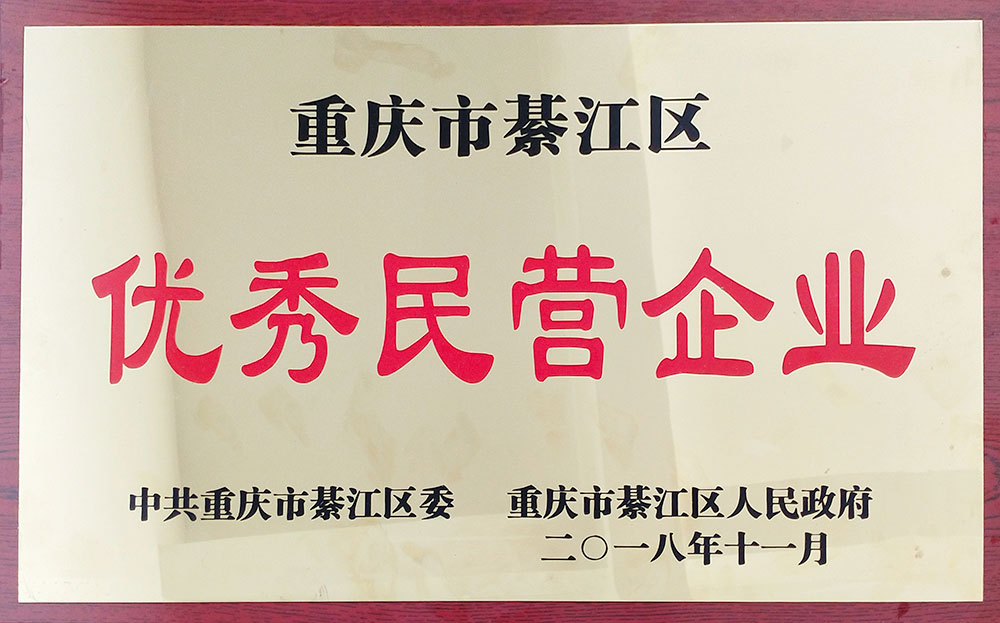 重庆市綦江区
优秀民营企业
中共重庆市綦江区委 重庆市綦江区人民政府
二〇一八年十一月